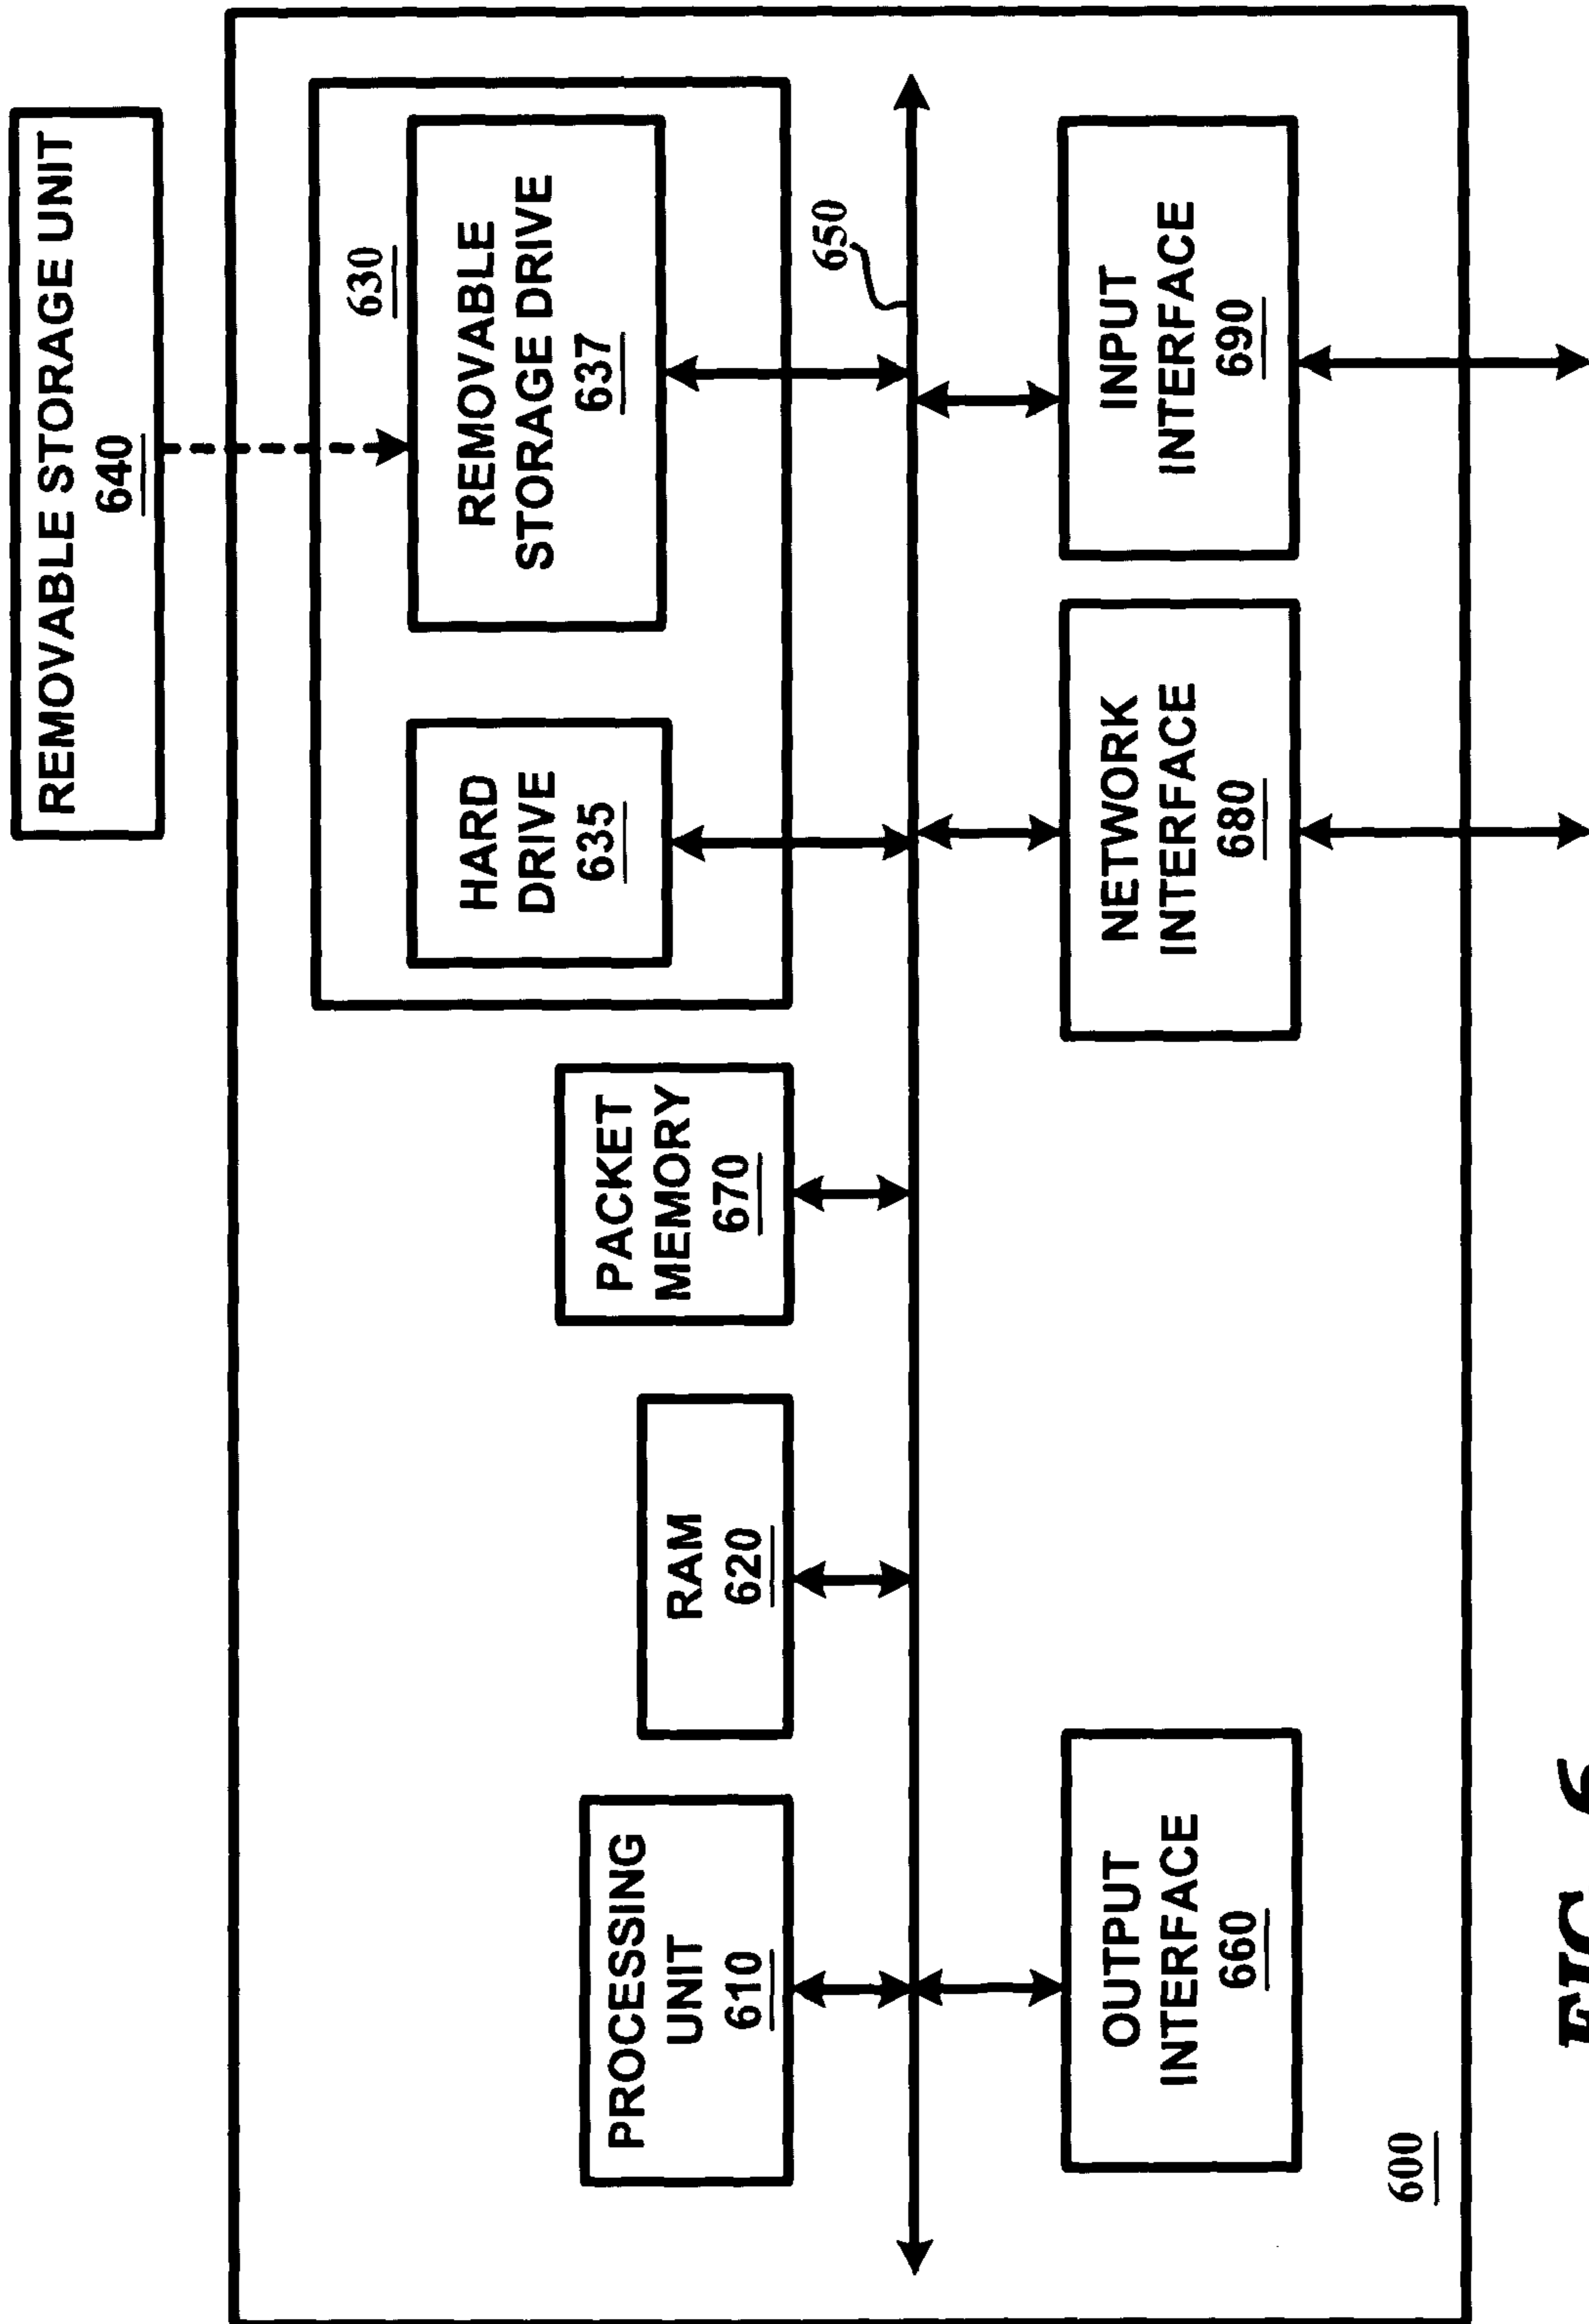 REMOVABLE STORAGE UNIT
640
630
HARD
DRIVE
635
REMOVABLE
STORAGE DRIVE
637
PROCESSING
UNIT
610
RAM
620
PACKET
MEMORY
670
650
OUTPUT
INTERFACE
660
NETWORK
INTERFACE
680
INPUT
INTERFACE
690
600